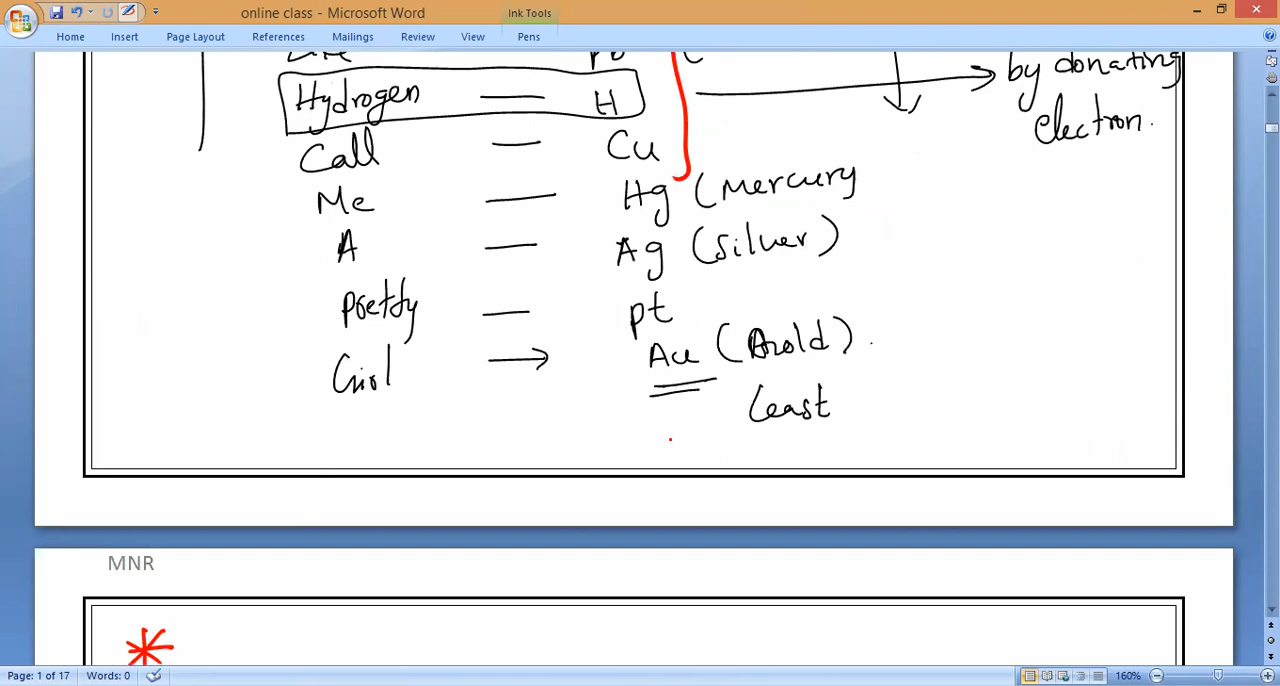 online class - Microsoft Word
Ink Tools
Home Insert Page Layout References Mailings Review View Pens
Hydrogen — H
by donating
electron.
Call — Cu
Me — Hg (Mercury
A — Ag (Silver)
Pretty — pt
Girl → Au (Gold).
Least
MNR
*
Page: 1 of 17 Words: 0 160%